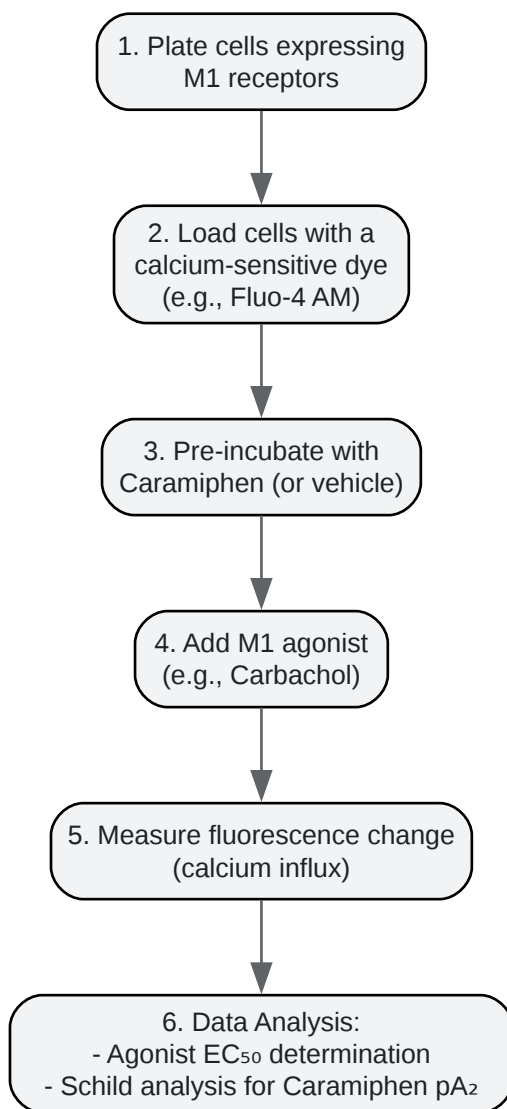 1. Plate cells expressing
M1 receptors
2. Load cells with a
calcium-sensitive dye
(e.g., Fluo-4 AM)
3. Pre-incubate with
Caramiphen (or vehicle)
4. Add M1 agonist
(e.g., Carbachol)
5. Measure fluorescence change
(calcium influx)
6. Data Analysis:
- Agonist EC₅₀ determination
- Schild analysis for Caramiphen pA₂